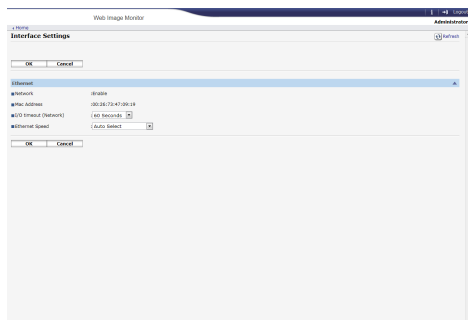 Logout
Web Image Monitor
Administrator
Home
Interface Settings
Refresh
OK Cancel
Ethernet
Network :Enable
Mac Address :00:26:73:47:09:19
I/O timeout (Network) : 60 Seconds
Ethernet Speed : Auto Select
OK Cancel